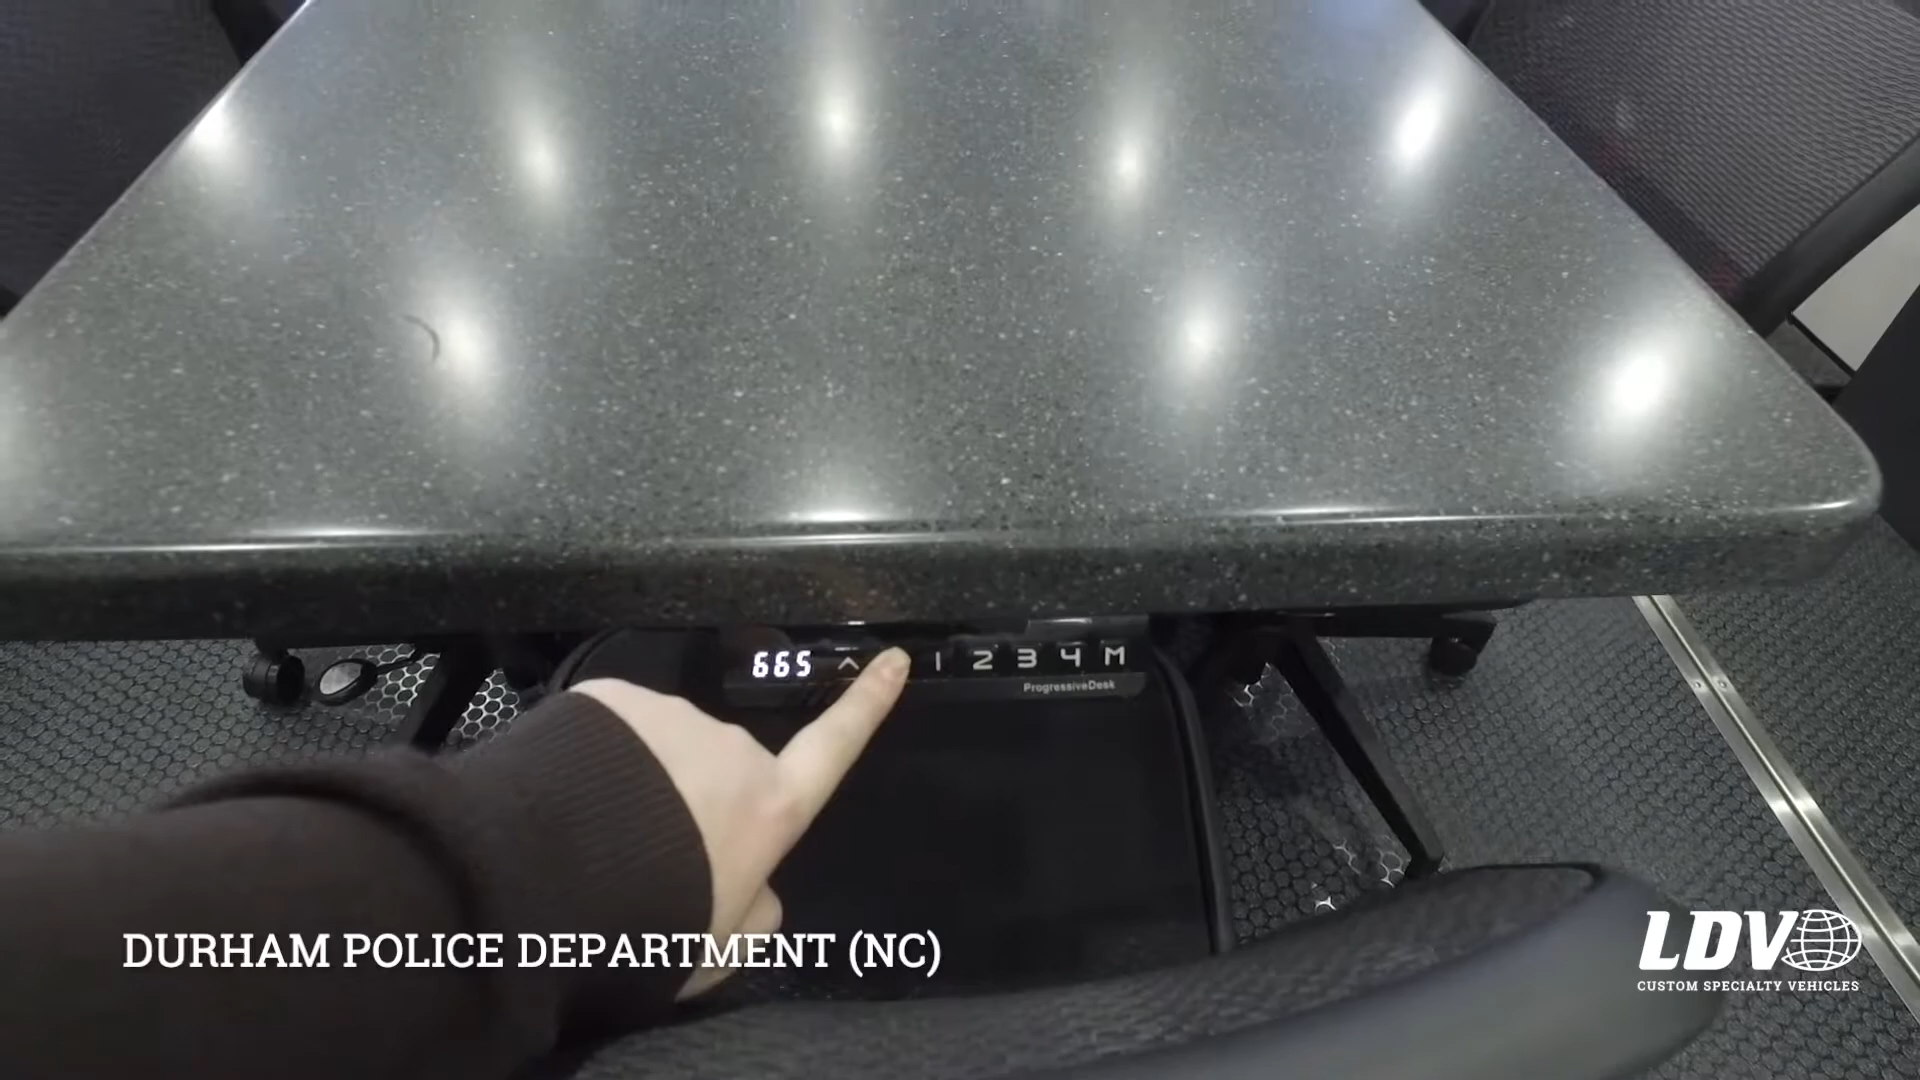 665 ^ 1 2 3 4 M
ProgressiveDesk
DURHAM POLICE DEPARTMENT (NC)
LDV
CUSTOM SPECIALTY VEHICLES